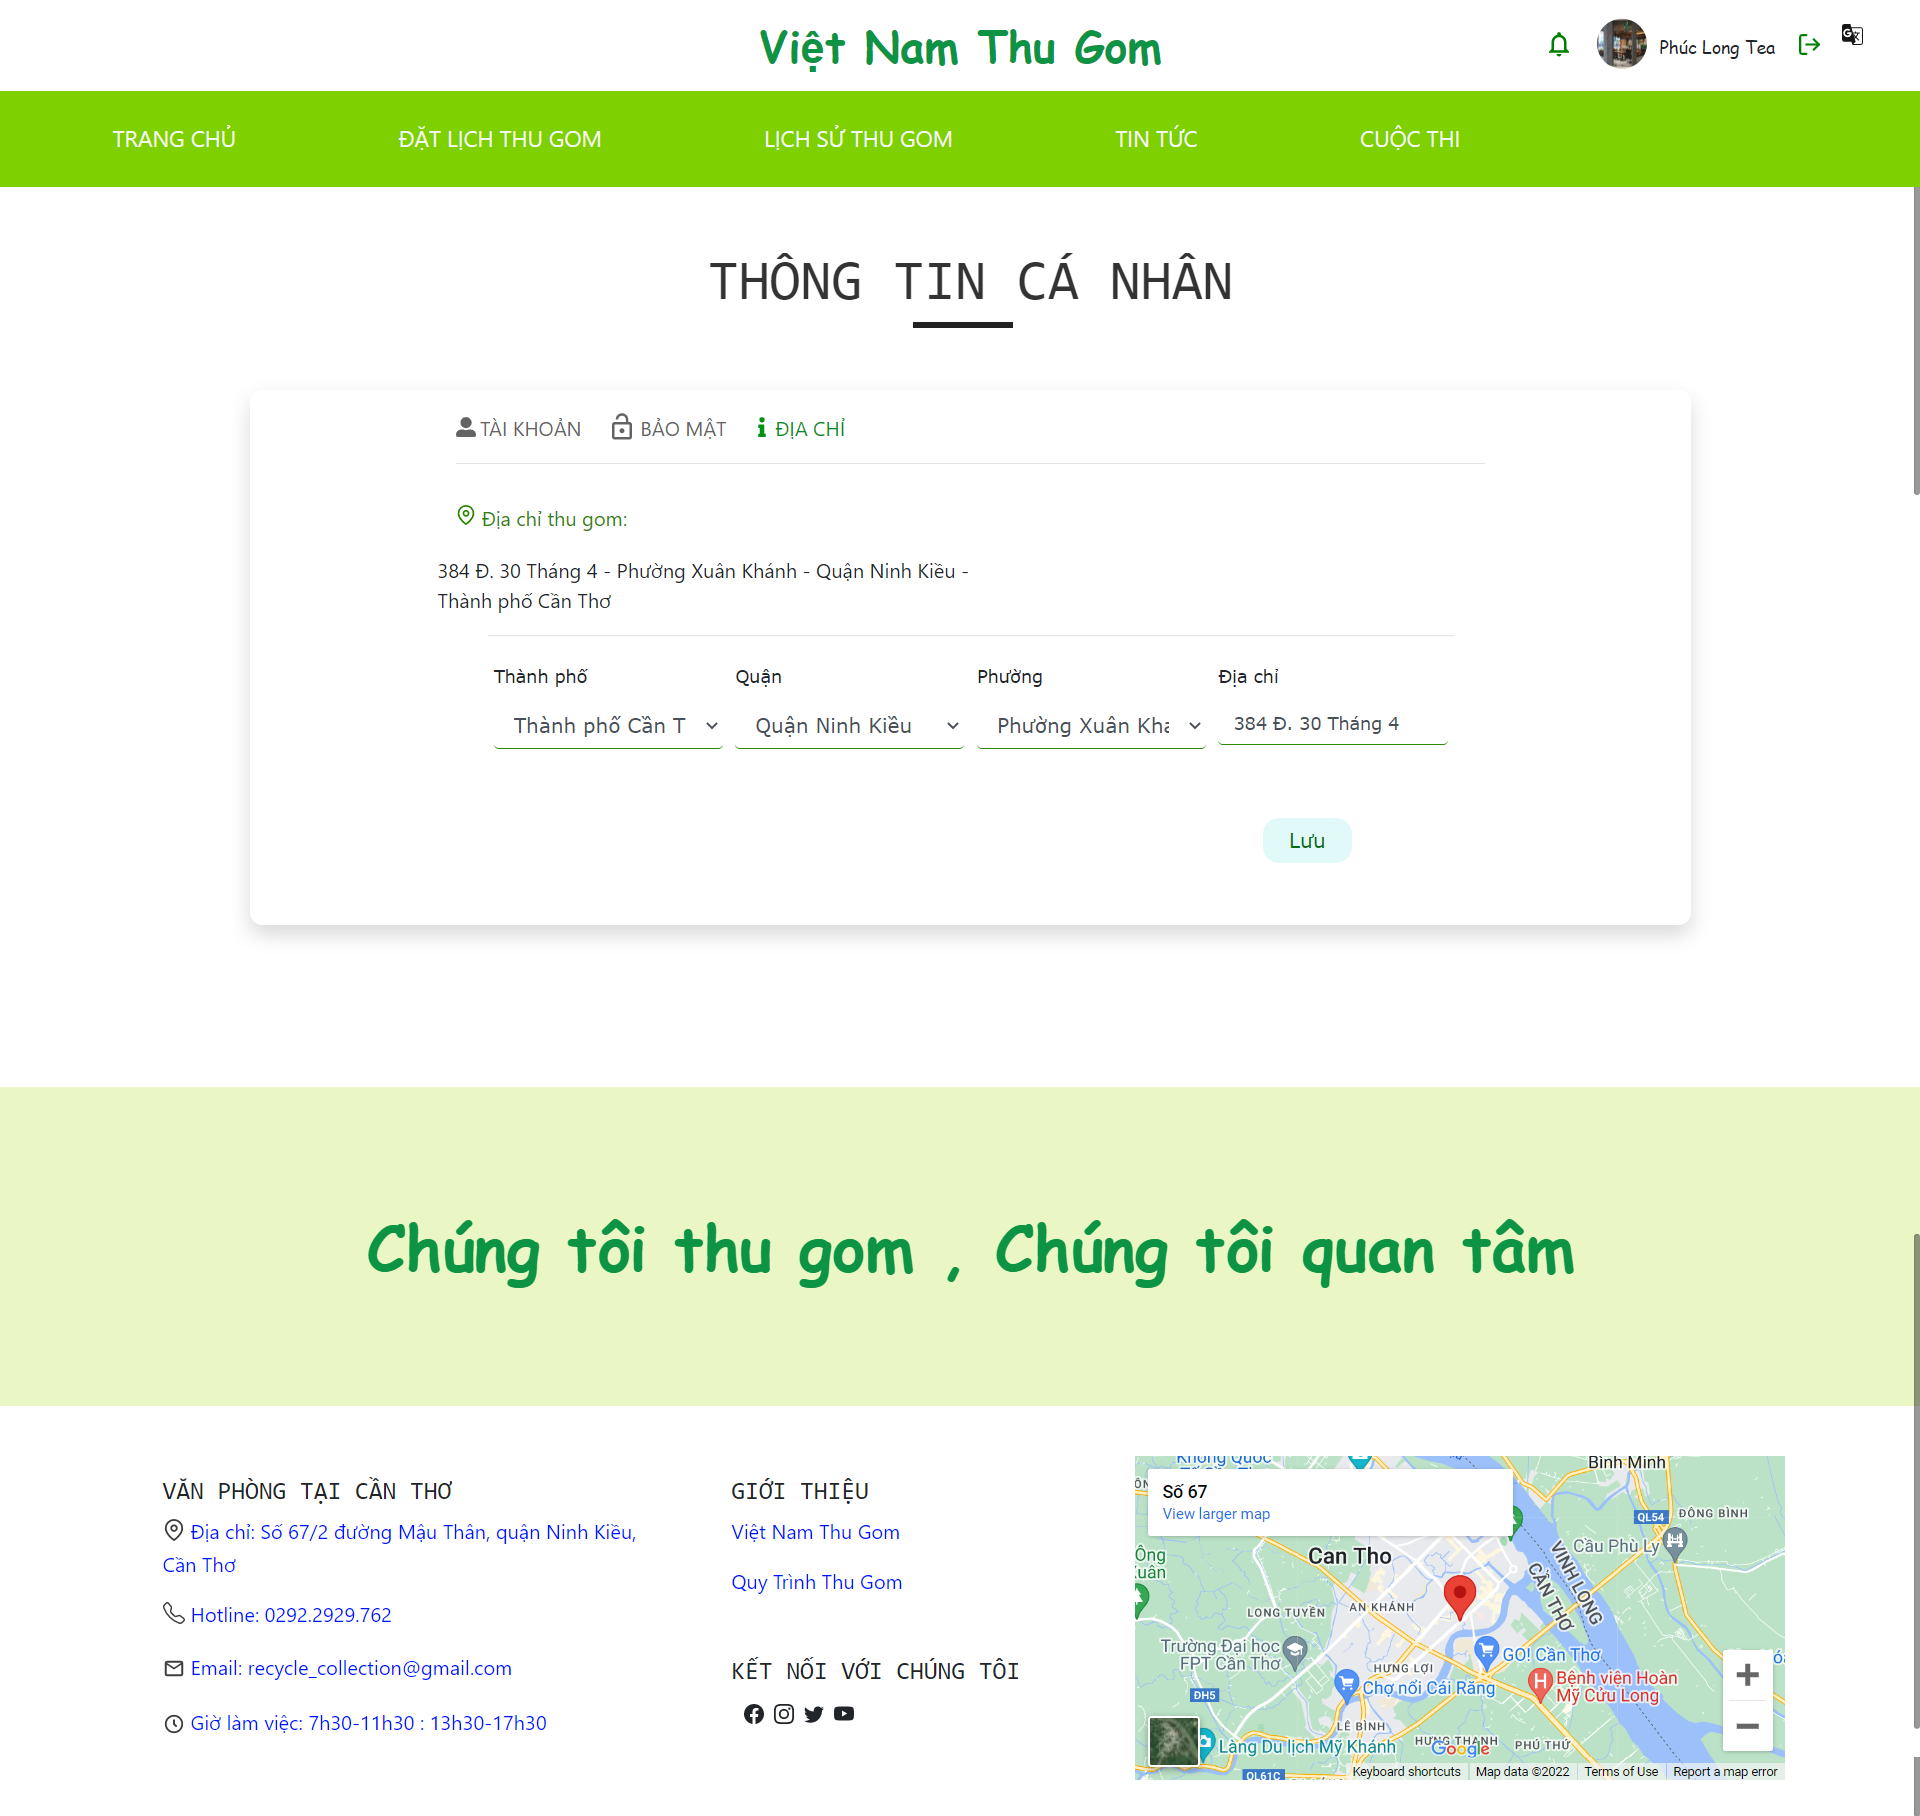 Việt Nam Thu Gom
Phúc Long Tea
TRANG CHỦ
ĐẶT LỊCH THU GOM
LỊCH SỬ THU GOM
TIN TỨC
CUỘC THI
THÔNG TIN CÁ NHÂN
TÀI KHOẢN
BẢO MẬT
ĐỊA CHỈ
Địa chỉ thu gom:
384 Đ. 30 Tháng 4 - Phường Xuân Khánh - Quận Ninh Kiều -
Thành phố Cần Thơ
Thành phố
Quận
Phường
Địa chỉ
Thành phố Cần T
Quận Ninh Kiều
Phường Xuân Khá
384 Đ. 30 Tháng 4
Lưu
Chúng tôi thu gom , Chúng tôi quan tâm
VĂN PHÒNG TẠI CẦN THƠ
Địa chỉ: Số 67/2 đường Mậu Thân, quận Ninh Kiều,
Cần Thơ
Hotline: 0292.2929.762
Email: recycle_collection@gmail.com
Giờ làm việc: 7h30-11h30 : 13h30-17h30
GIỚI THIỆU
Việt Nam Thu Gom
Quy Trình Thu Gom
KẾT NỐI VỚI CHÚNG TÔI
Số 67
View larger map
Bình Minh
QL54
ĐÔNG BÌNH
Cầu Phù Ly
Can Tho
VINH LONG
CẦN THƠ
LONG TUYỀN
AN KHÁNH
Trường Đại học
FPT Cần Thơ
HƯNG LỢI
GO! Cần Thơ
Chợ nổi Cái Răng
Bệnh viện Hoàn
Mỹ Cửu Long
ĐH5
LÊ BÌNH
HƯNG THẠNH
PHÚ THỨ
Làng Du lịch Mỹ Khánh
Google
QL61C
Keyboard shortcuts
Map data ©2022
Terms of Use
Report a map error